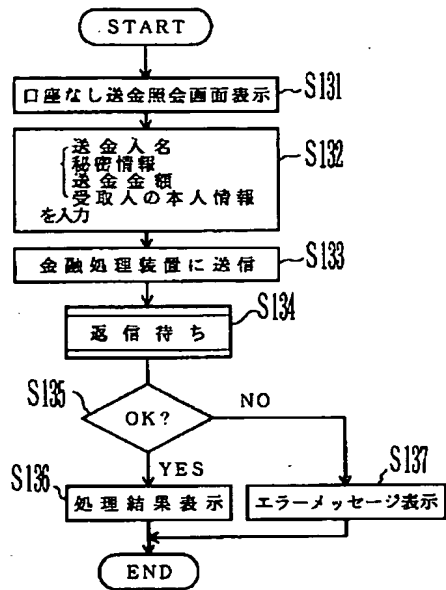 START
口座なし送金照会画面表示
S131
送金人名
秘密情報
送金金額
受取人の本人情報
を入力
S132
金融処理装置に送信
S133
返信待ち
S134
S135
OK?
NO
YES
S136
処理結果表示
S137
エラーメッセージ表示
END